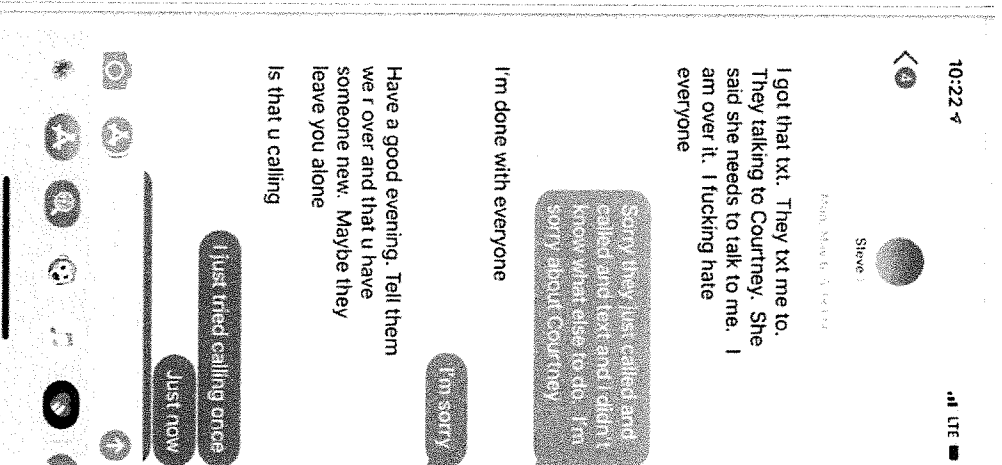 10:22
LTE
4
Steve
I got that txt. They txt me to.
They talking to Courtney. She
said she needs to talk to me. I
am over it. I fucking hate
everyone
Sorry they just called and
called and text and I didn't
know what else to do. I'm
sorry about Courtney
I'm done with everyone
I'm sorry
Have a good evening. Tell them
we r over and that u have
someone new. Maybe they
leave you alone
Is that u calling
I just tried calling once
Just now